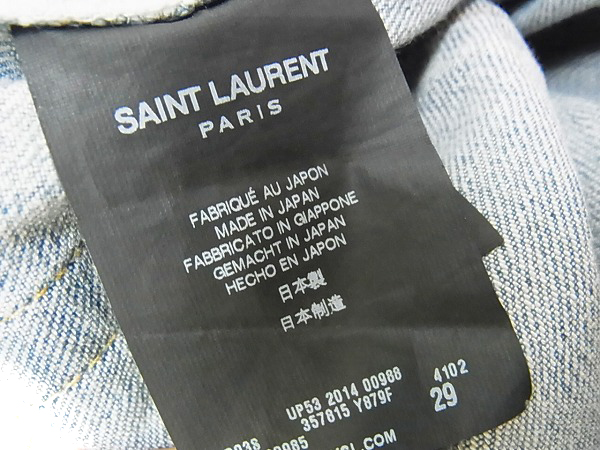 SAINT LAURENT
PARIS
FABRIQUÉ AU JAPON
MADE IN JAPAN
FABBRICATO IN GIAPPONE
GEMACHT IN JAPAN
HECHO EN JAPON
日本製
日本制造
UP53 2014 00988 4102
357815 Y879F 29